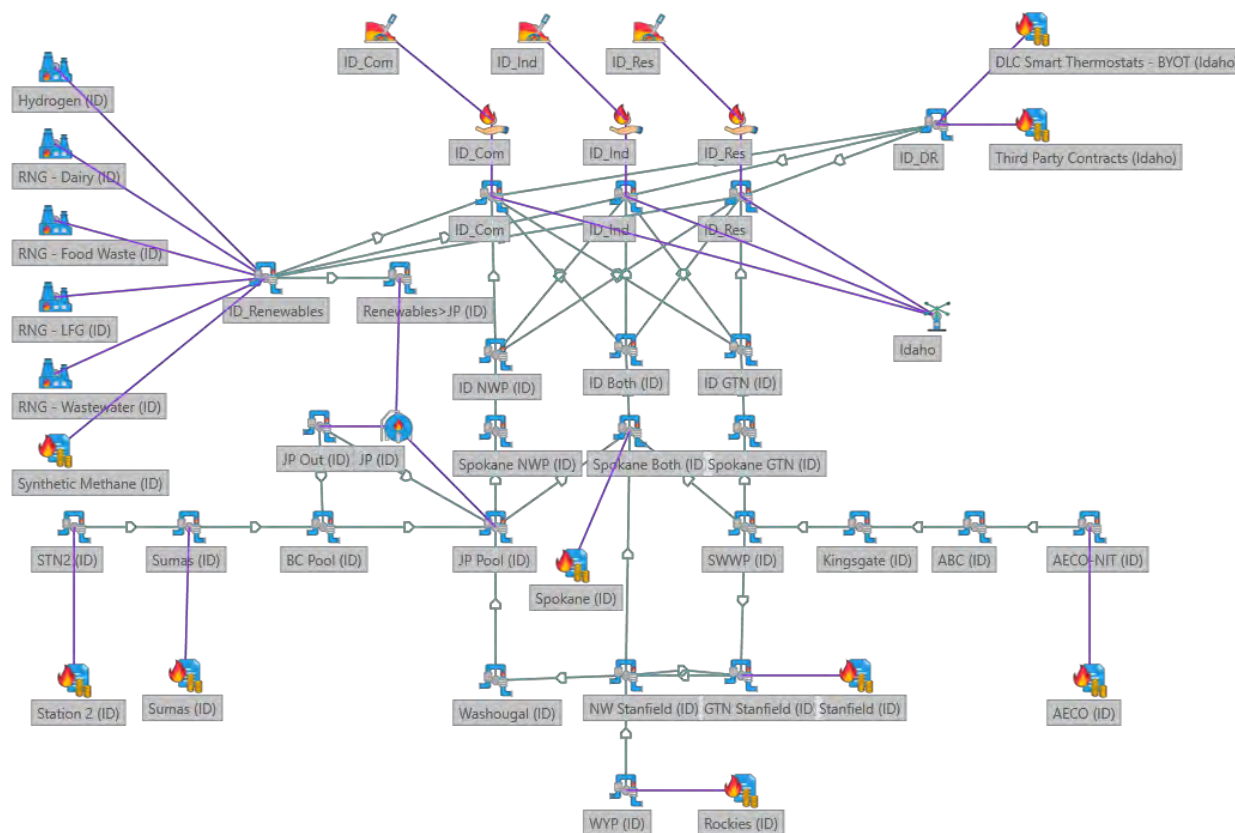 ID_Com
ID_Ind
ID_Res
DLC Smart Thermostats - BYOT (Idaho)
Hydrogen (ID)
ID_Com
ID_Ind
ID_Res
ID_DR
Third Party Contracts (Idaho)
RNG - Dairy (ID)
ID_Com
ID_Ind
ID_Res
RNG - Food Waste (ID)
ID_Renewables
Renewables>JP (ID)
RNG - LFG (ID)
Idaho
ID NWP (ID)
ID Both (ID)
ID GTN (ID)
RNG - Wastewater (ID)
JP Out (ID)
JP (ID)
Spokane NWP (ID)
Spokane Both (ID
Spokane GTN (ID)
Synthetic Methane (ID)
STN2 (ID)
Sumas (ID)
BC Pool (ID)
JP Pool (ID)
SWWP (ID)
Kingsgate (ID)
ABC (ID)
AECO-NIT (ID)
Spokane (ID)
Station 2 (ID)
Sumas (ID)
Washougal (ID)
NW Stanfield (ID)
GTN Stanfield (ID)
Stanfield (ID)
AECO (ID)
WYP (ID)
Rockies (ID)